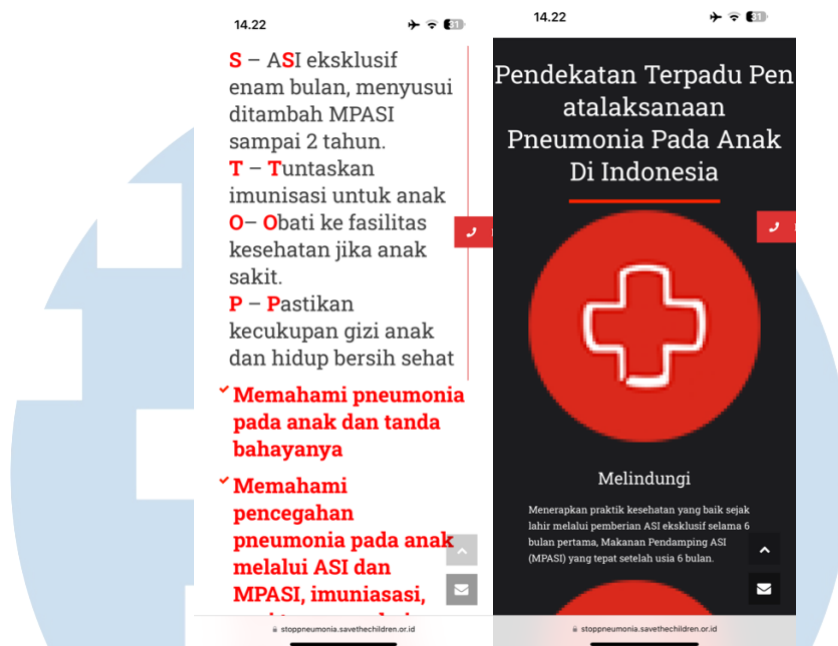 14.22
31
S – ASI eksklusif
enam bulan, menyusui
ditambah MPASI
sampai 2 tahun.
T – Tuntaskan
imunisasi untuk anak
O– Obati ke fasilitas
kesehatan jika anak
sakit.
P – Pastikan
kecukupan gizi anak
dan hidup bersih sehat
Memahami pneumonia
pada anak dan tanda
bahayanya
Memahami
pencegahan
pneumonia pada anak
melalui ASI dan
MPASI, imuniasasi,
stoppneumonia.savethechildren.or.id
14.22
31
Pendekatan Terpadu Pen
atalaksanaan
Pneumonia Pada Anak
Di Indonesia
Melindungi
Menerapkan praktik kesehatan yang baik sejak
lahir melalui pemberian ASI eksklusif selama 6
bulan pertama, Makanan Pendamping ASI
(MPASI) yang tepat setelah usia 6 bulan.
stoppneumonia.savethechildren.or.id